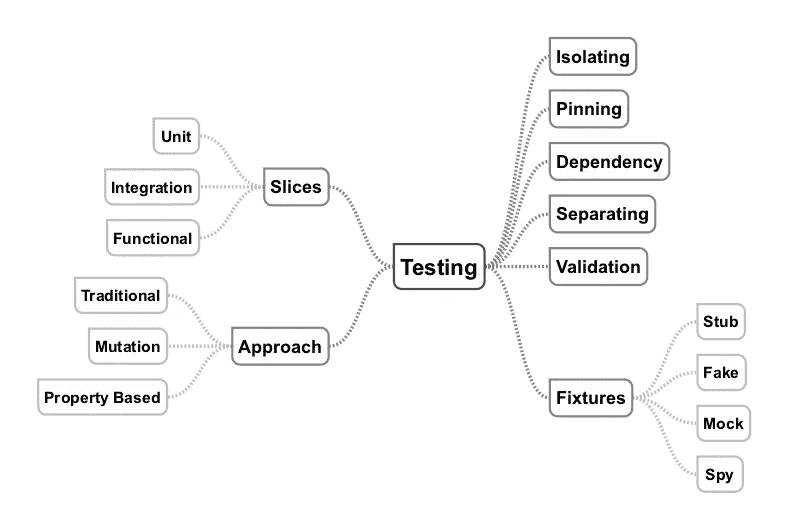 Testing
Slices
Unit
Integration
Functional
Approach
Traditional
Mutation
Property Based
Isolating
Pinning
Dependency
Separating
Validation
Fixtures
Stub
Fake
Mock
Spy